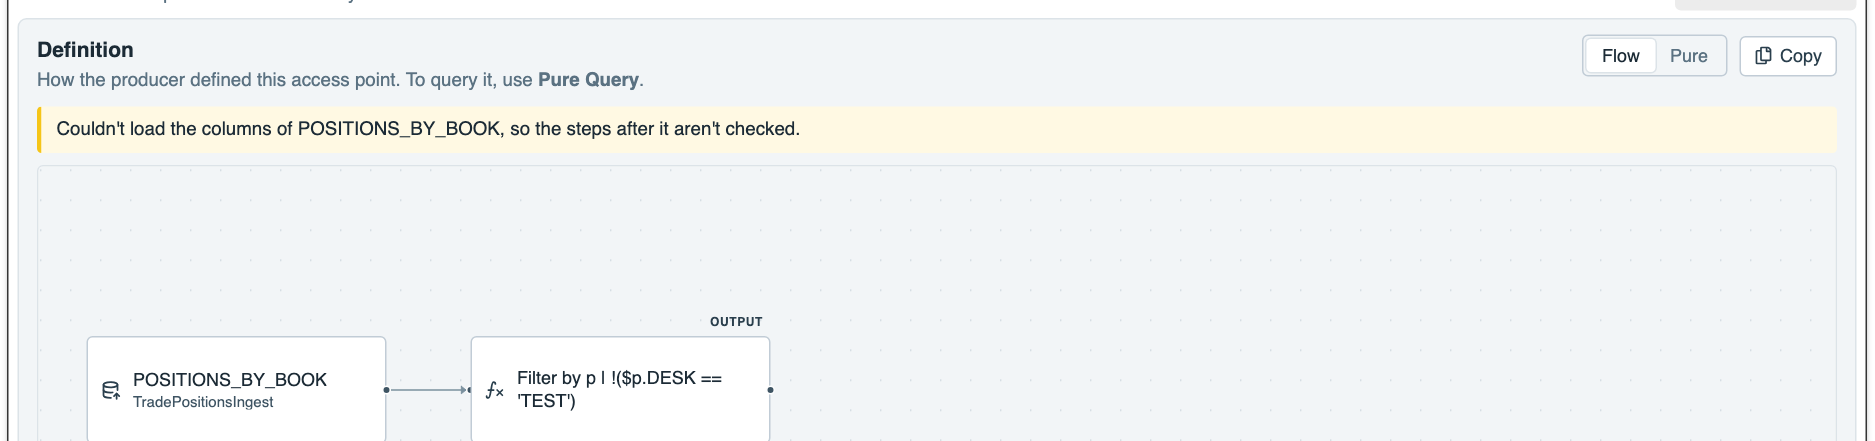 Definition
Flow
Pure
Copy
How the producer defined this access point. To query it, use Pure Query.
Couldn't load the columns of POSITIONS_BY_BOOK, so the steps after it aren't checked.
OUTPUT
POSITIONS_BY_BOOK
TradePositionsIngest
Filter by p | !($p.DESK ==
'TEST')